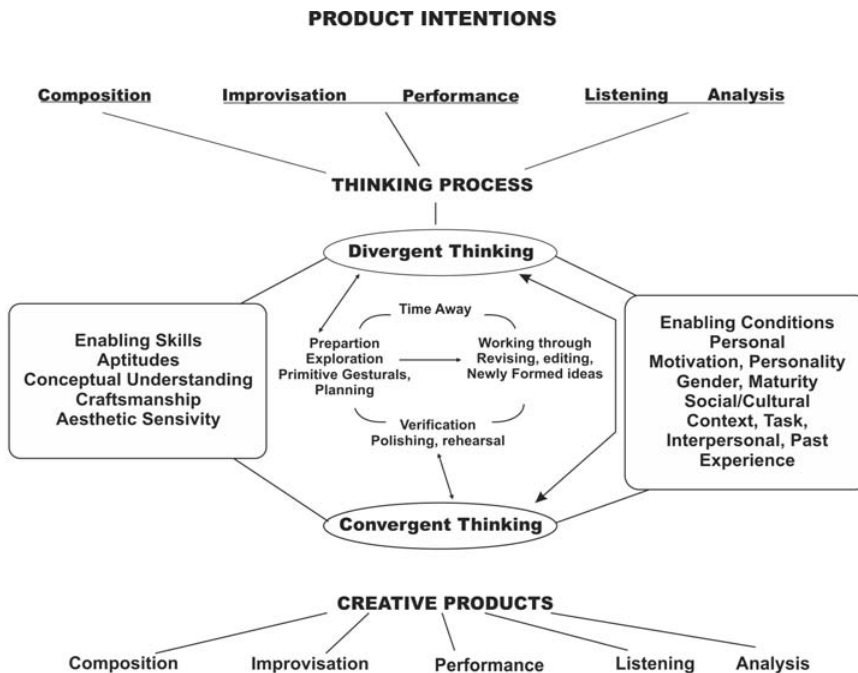 PRODUCT INTENTIONS
Composition Improvisation Performance Listening Analysis
THINKING PROCESS
Divergent Thinking
Time Away
Enabling Skills
Aptitudes
Conceptual Understanding
Craftsmanship
Aesthetic Sensivity
Prepartion
Exploration
Primitive Gesturals,
Planning
Working through
Revising, editing,
Newly Formed ideas
Enabling Conditions
Personal
Motivation, Personality
Gender, Maturity
Social/Cultural
Context, Task,
Interpersonal, Past
Experience
Verification
Polishing, rehearsal
Convergent Thinking
CREATIVE PRODUCTS
Composition Improvisation Performance Listening Analysis